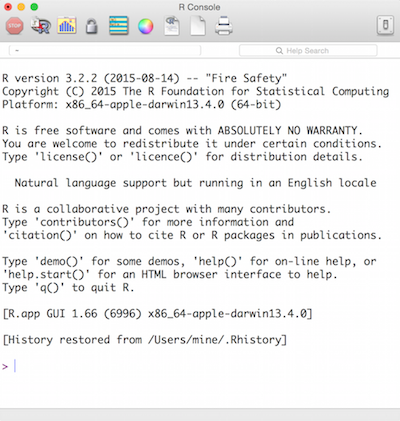 R Console
STOP
R
Help Search
R version 3.2.2 (2015-08-14) -- "Fire Safety"
Copyright (C) 2015 The R Foundation for Statistical Computing
Platform: x86_64-apple-darwin13.4.0 (64-bit)
R is free software and comes with ABSOLUTELY NO WARRANTY.
You are welcome to redistribute it under certain conditions.
Type 'license()' or 'licence()' for distribution details.
Natural language support but running in an English locale
R is a collaborative project with many contributors.
Type 'contributors()' for more information and
'citation()' on how to cite R or R packages in publications.
Type 'demo()' for some demos, 'help()' for on-line help, or
'help.start()' for an HTML browser interface to help.
Type 'q()' to quit R.
[R.app GUI 1.66 (6996) x86_64-apple-darwin13.4.0]
[History restored from /Users/mine/.Rhistory]
>